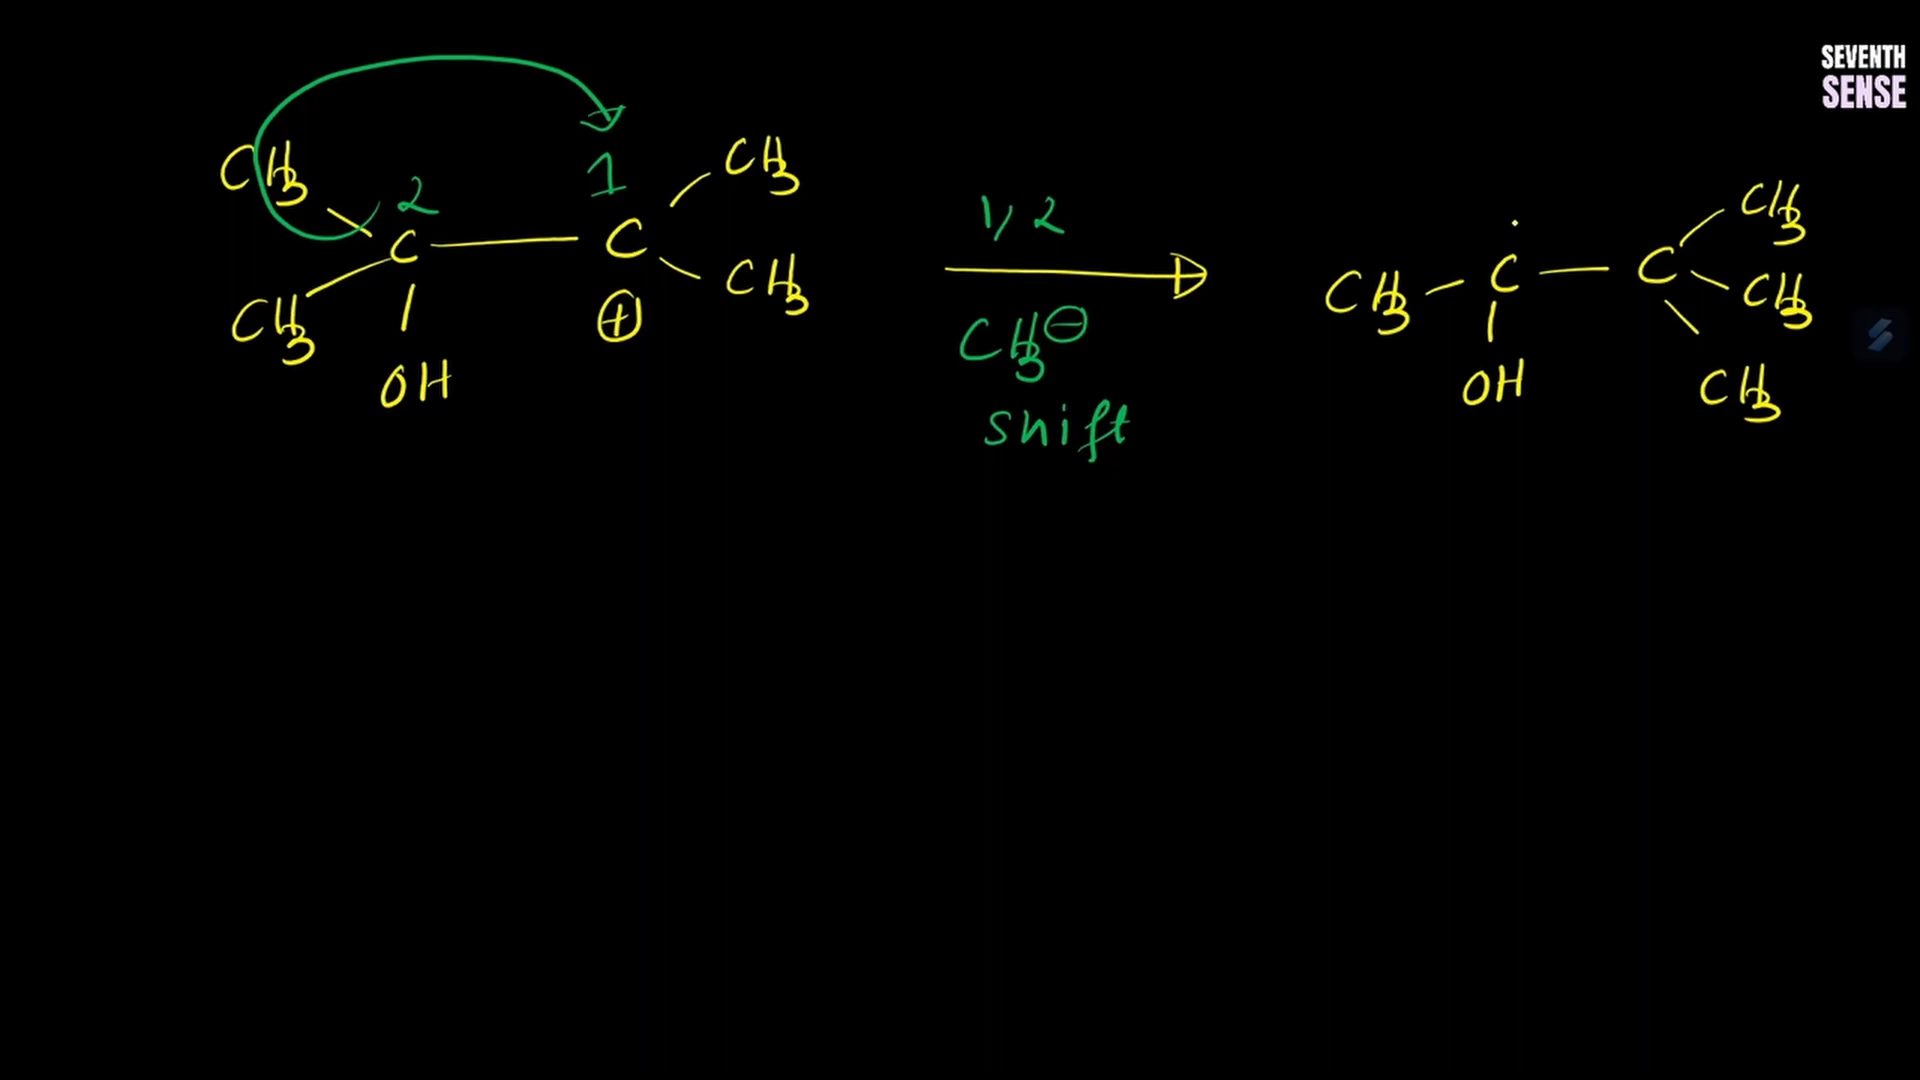 SEVENTH
SENSE
CH3 2 1 CH3
C C
CH3 ⊕ CH3
OH
1,2
CH3⊖
shift
CH3 C C CH3
CH3
OH CH3